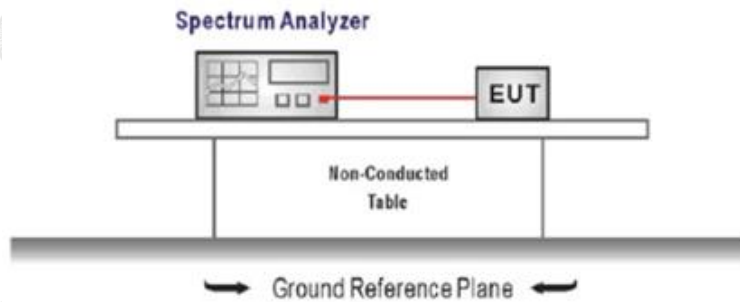 Spectrum Analyzer
EUT
Non-Conducted
Table
Ground Reference Plane